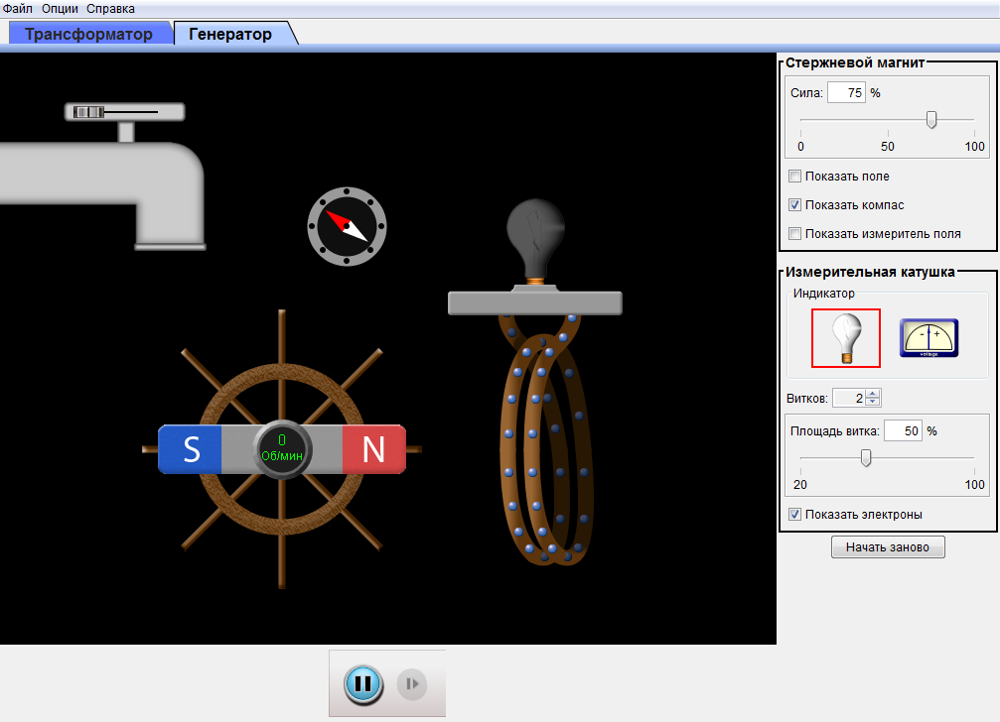 Файл Опции Справка
Трансформатор Генератор
Стержневой магнит
Сила: 75 %
0 50 100
Показать поле
Показать компас
Показать измеритель поля
Измерительная катушка
Индикатор
- +
voltage
Витков: 2
Площадь витка: 50 %
20 100
Показать электроны
Начать заново
S 0 N
Об/мин